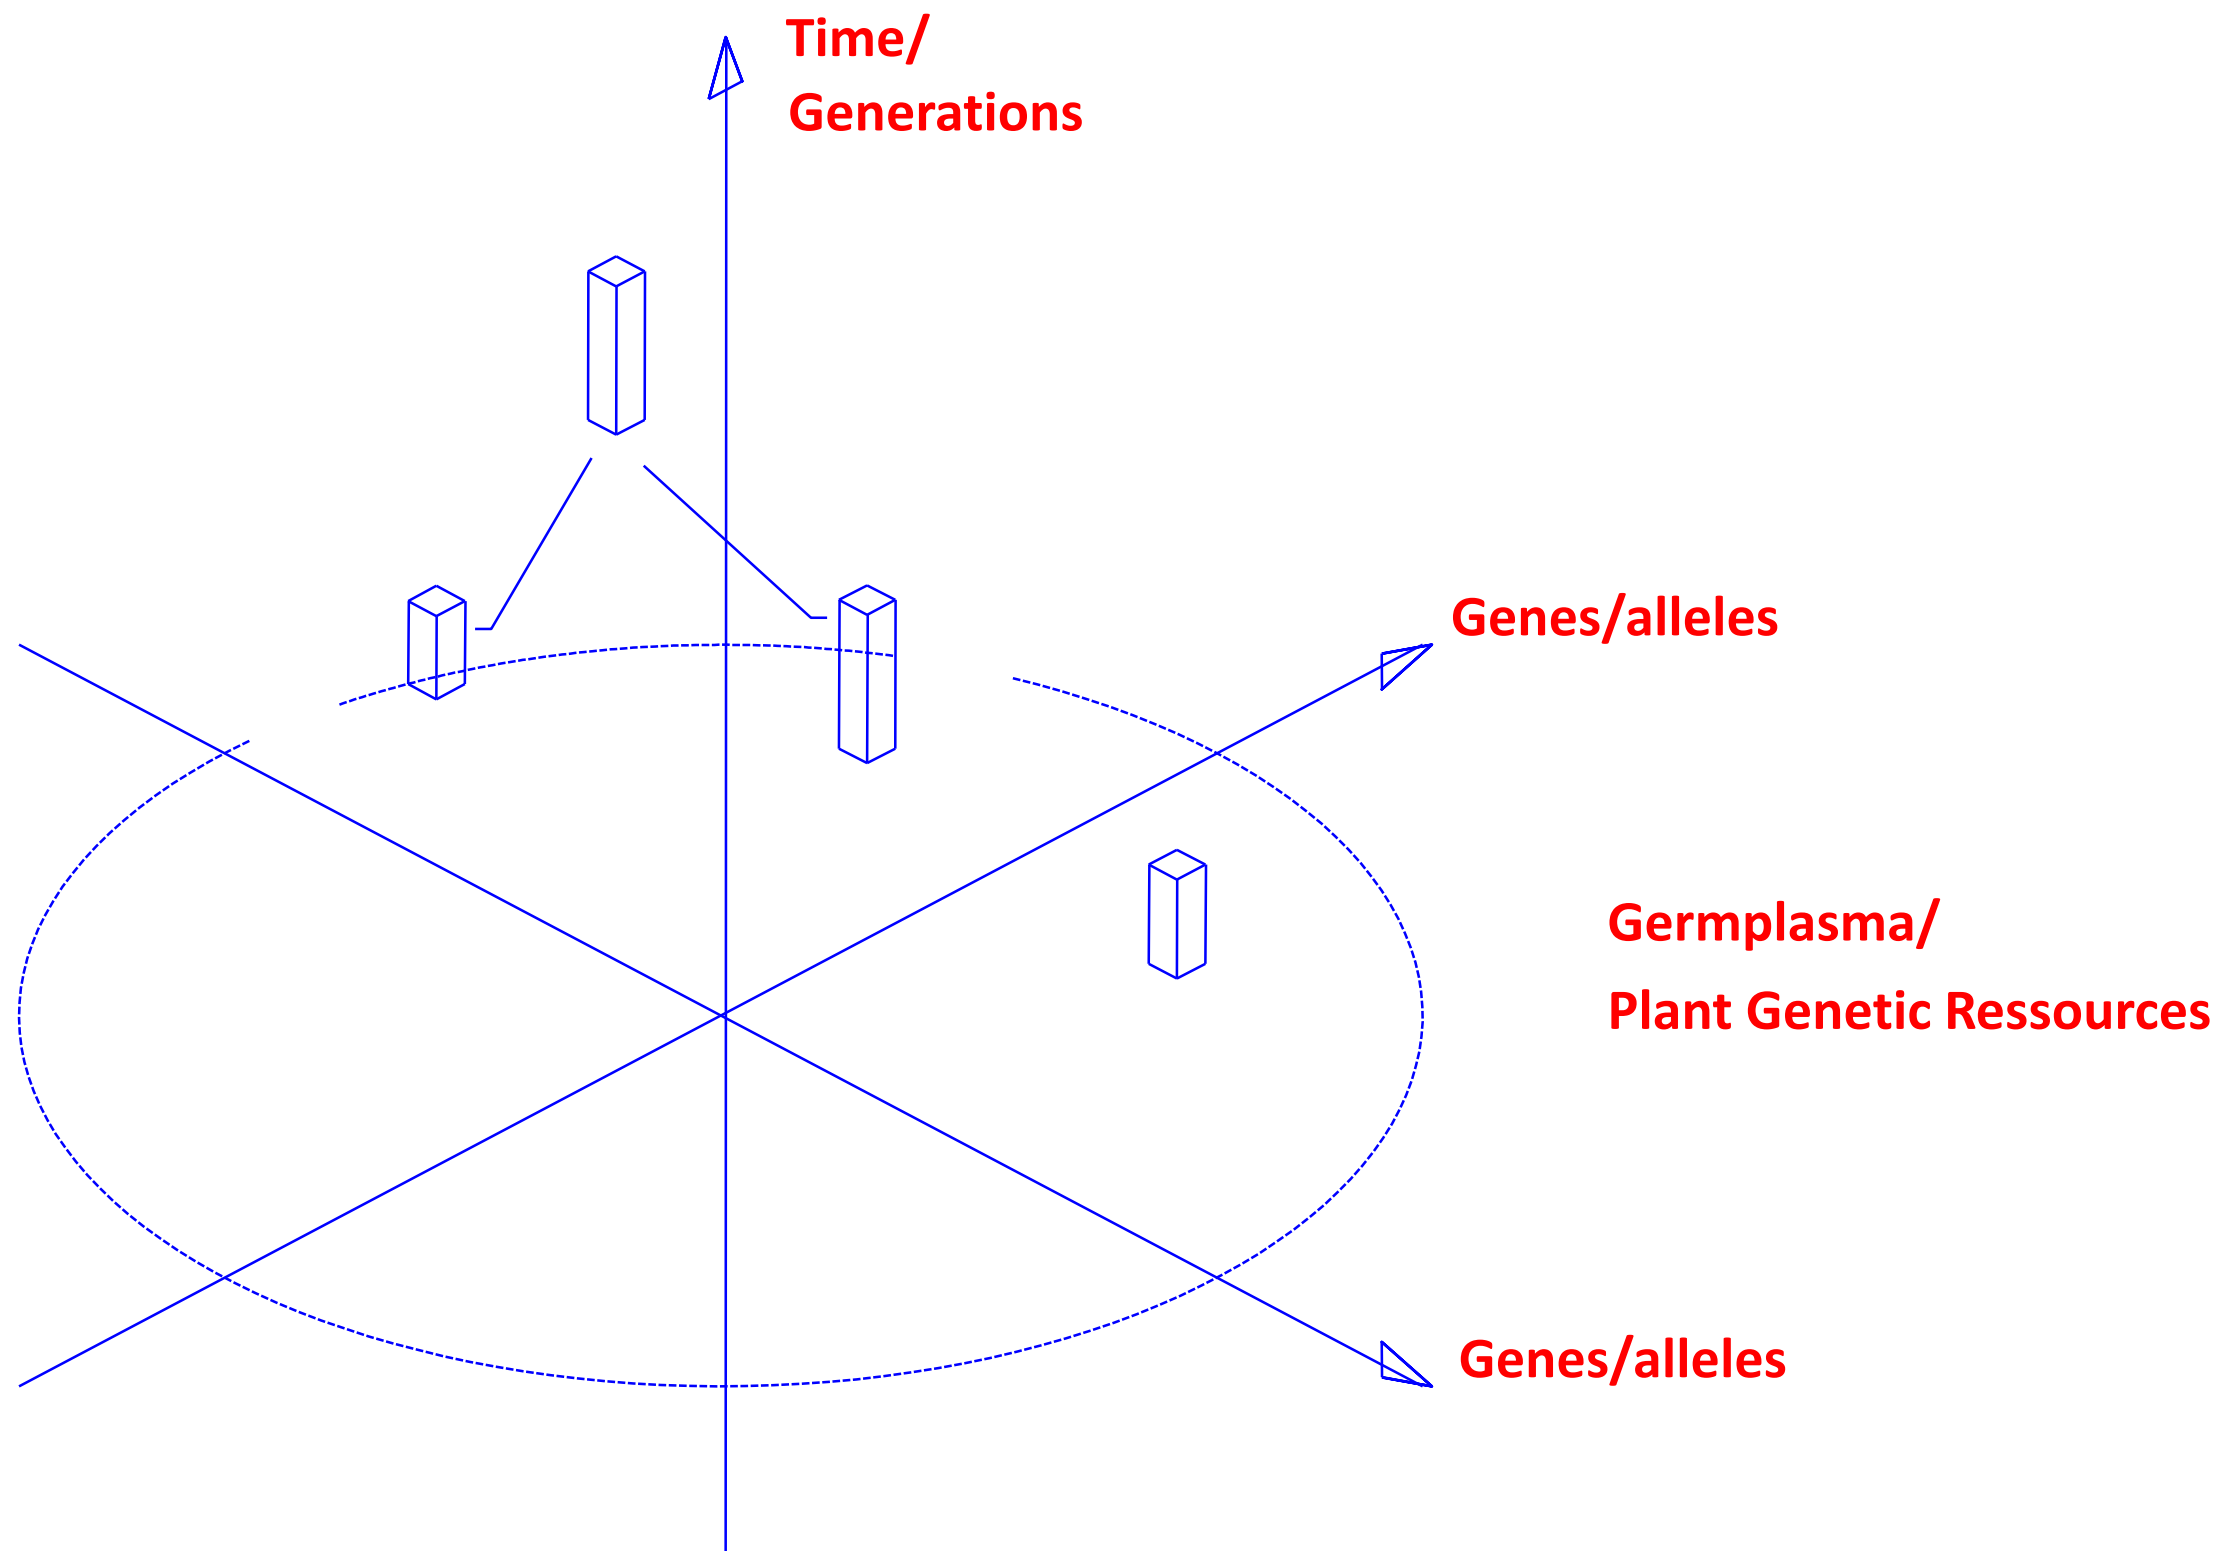 Time/
Generations
Genes/alleles
Germplasma/
Plant Genetic Ressources
Genes/alleles